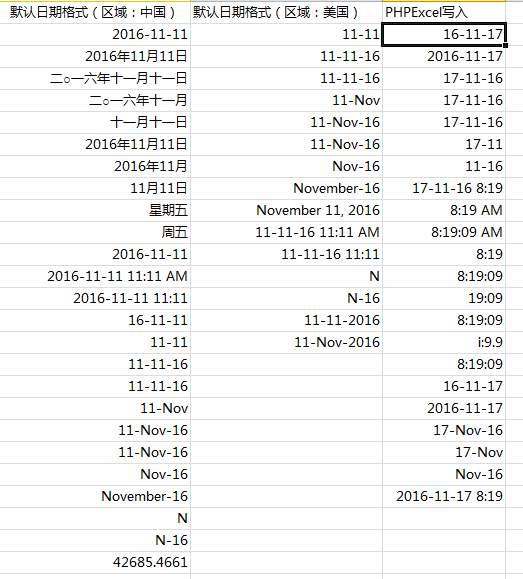 默认日期格式（区域：中国） 默认日期格式（区域：美国） PHPExcel写入
2016-11-11 11-11 16-11-17
2016年11月11日 11-11-16 2016-11-17
二○一六年十一月十一日 11-11-16 17-11-16
二○一六年十一月 11-Nov 17-11-16
十一月十一日 11-Nov-16 17-11-16
2016年11月11日 11-Nov-16 17-11
2016年11月 Nov-16 11-16
11月11日 November-16 17-11-16 8:19
星期五 November 11, 2016 8:19 AM
周五 11-11-16 11:11 AM 8:19:09 AM
2016-11-11 11-11-16 11:11 8:19
2016-11-11 11:11 AM N 8:19:09
2016-11-11 11:11 N-16 19:09
16-11-11 11-11-2016 8:19:09
11-11 11-Nov-2016 i:9.9
11-11-16 8:19:09
11-11-16 16-11-17
11-Nov 2016-11-17
11-Nov-16 17-Nov-16
11-Nov-16 17-Nov
Nov-16 Nov-16
November-16 2016-11-17 8:19
N
N-16
42685.4661